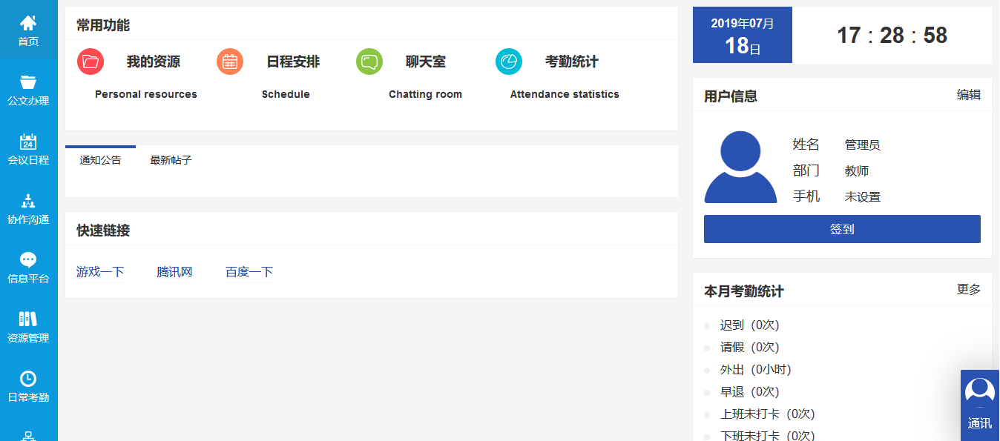 首页
公文办理
24
会议日程
协作沟通
信息平台
资源管理
日常考勤
常用功能
我的资源 日程安排 聊天室 考勤统计
Personal resources Schedule Chatting room Attendance statistics
通知公告 最新帖子
快速链接
游戏一下 腾讯网 百度一下
2019年07月
18日
17 : 28 : 58
用户信息 编辑
姓名 管理员
部门 教师
手机 未设置
签到
本月考勤统计 更多
迟到（0次）
请假（0次）
外出（0小时）
早退（0次）
上班未打卡（0次）
下班未打卡（0次）
通讯